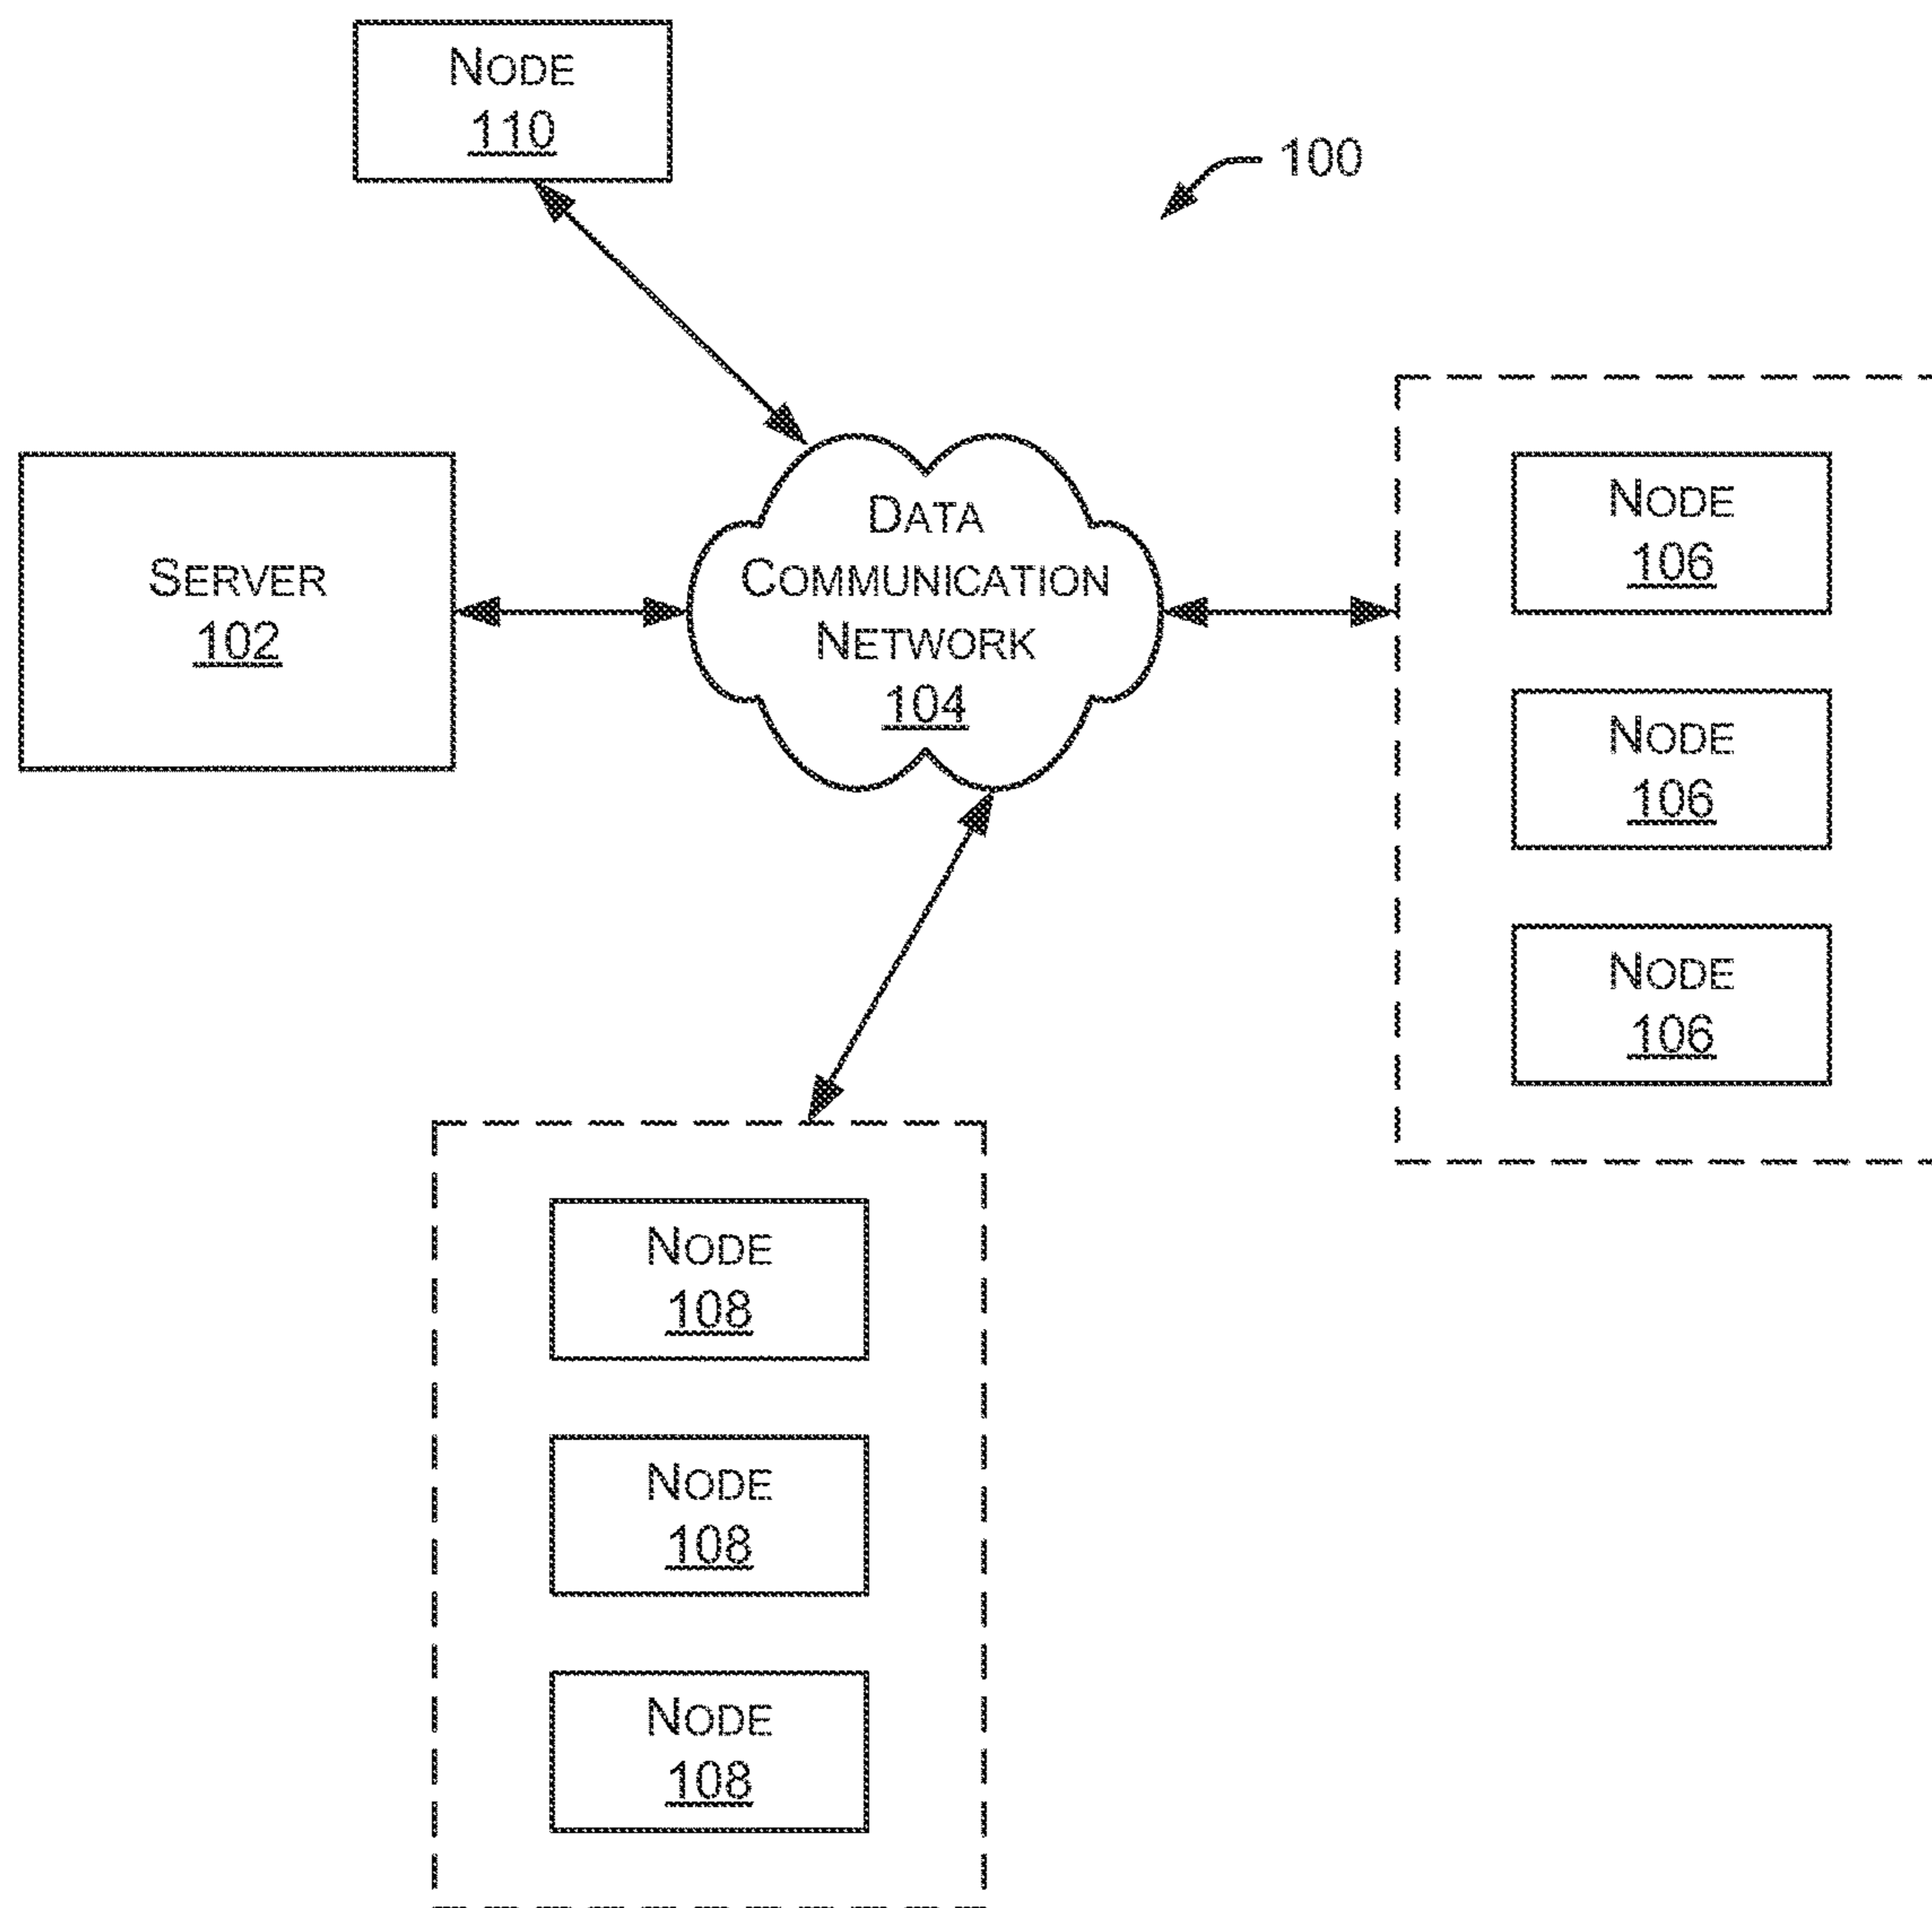 NODE
110
100
SERVER
102
DATA
COMMUNICATION
NETWORK
104
NODE
106
NODE
106
NODE
106
NODE
108
NODE
108
NODE
108